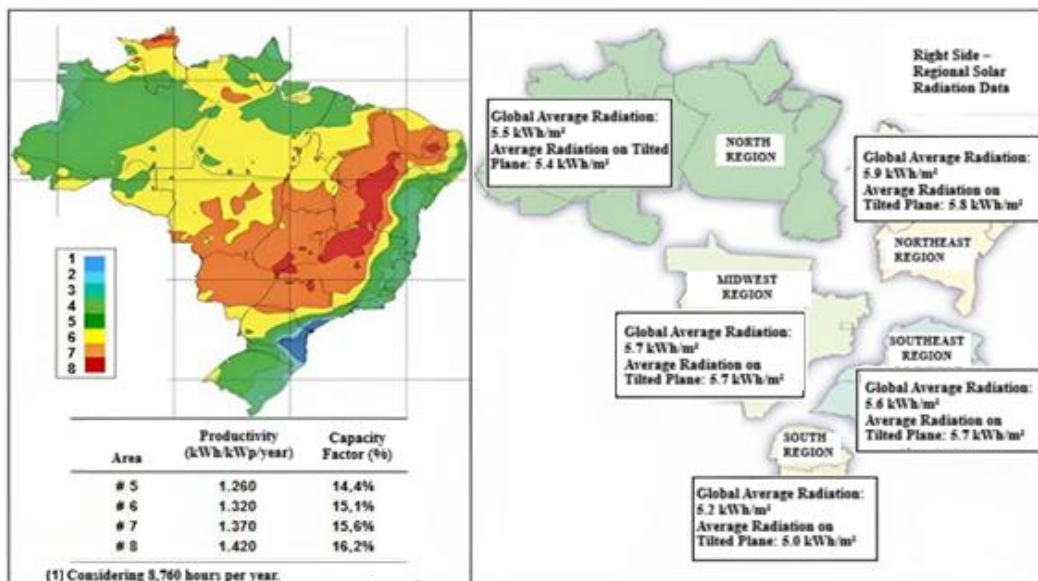 1
2
3
4
5
6
7
8
Area
Productivity
(kWh/kWp/year)
Capacity
Factor (%)
# 5 1.260 14,4%
# 6 1.320 15,1%
# 7 1.370 15,6%
# 8 1.420 16,2%
(1) Considering 8,760 hours per year.
Right Side –
Regional Solar
Radiation Data
Global Average Radiation:
5.5 kWh/m²
Average Radiation on Tilted
Plane: 5.4 kWh/m²
NORTH
REGION
Global Average Radiation:
5.9 kWh/m²
Average Radiation on
Tilted Plane: 5.8 kWh/m²
NORTHEAST
REGION
MIDWEST
REGION
Global Average Radiation:
5.7 kWh/m²
Average Radiation on
Tilted Plane: 5.7 kWh/m²
SOUTHEAST
REGION
Global Average Radiation:
5.6 kWh/m²
Average Radiation on
Tilted Plane: 5.7 kWh/m²
SOUTH
REGION
Global Average Radiation:
5.2 kWh/m²
Average Radiation on
Tilted Plane: 5.0 kWh/m²